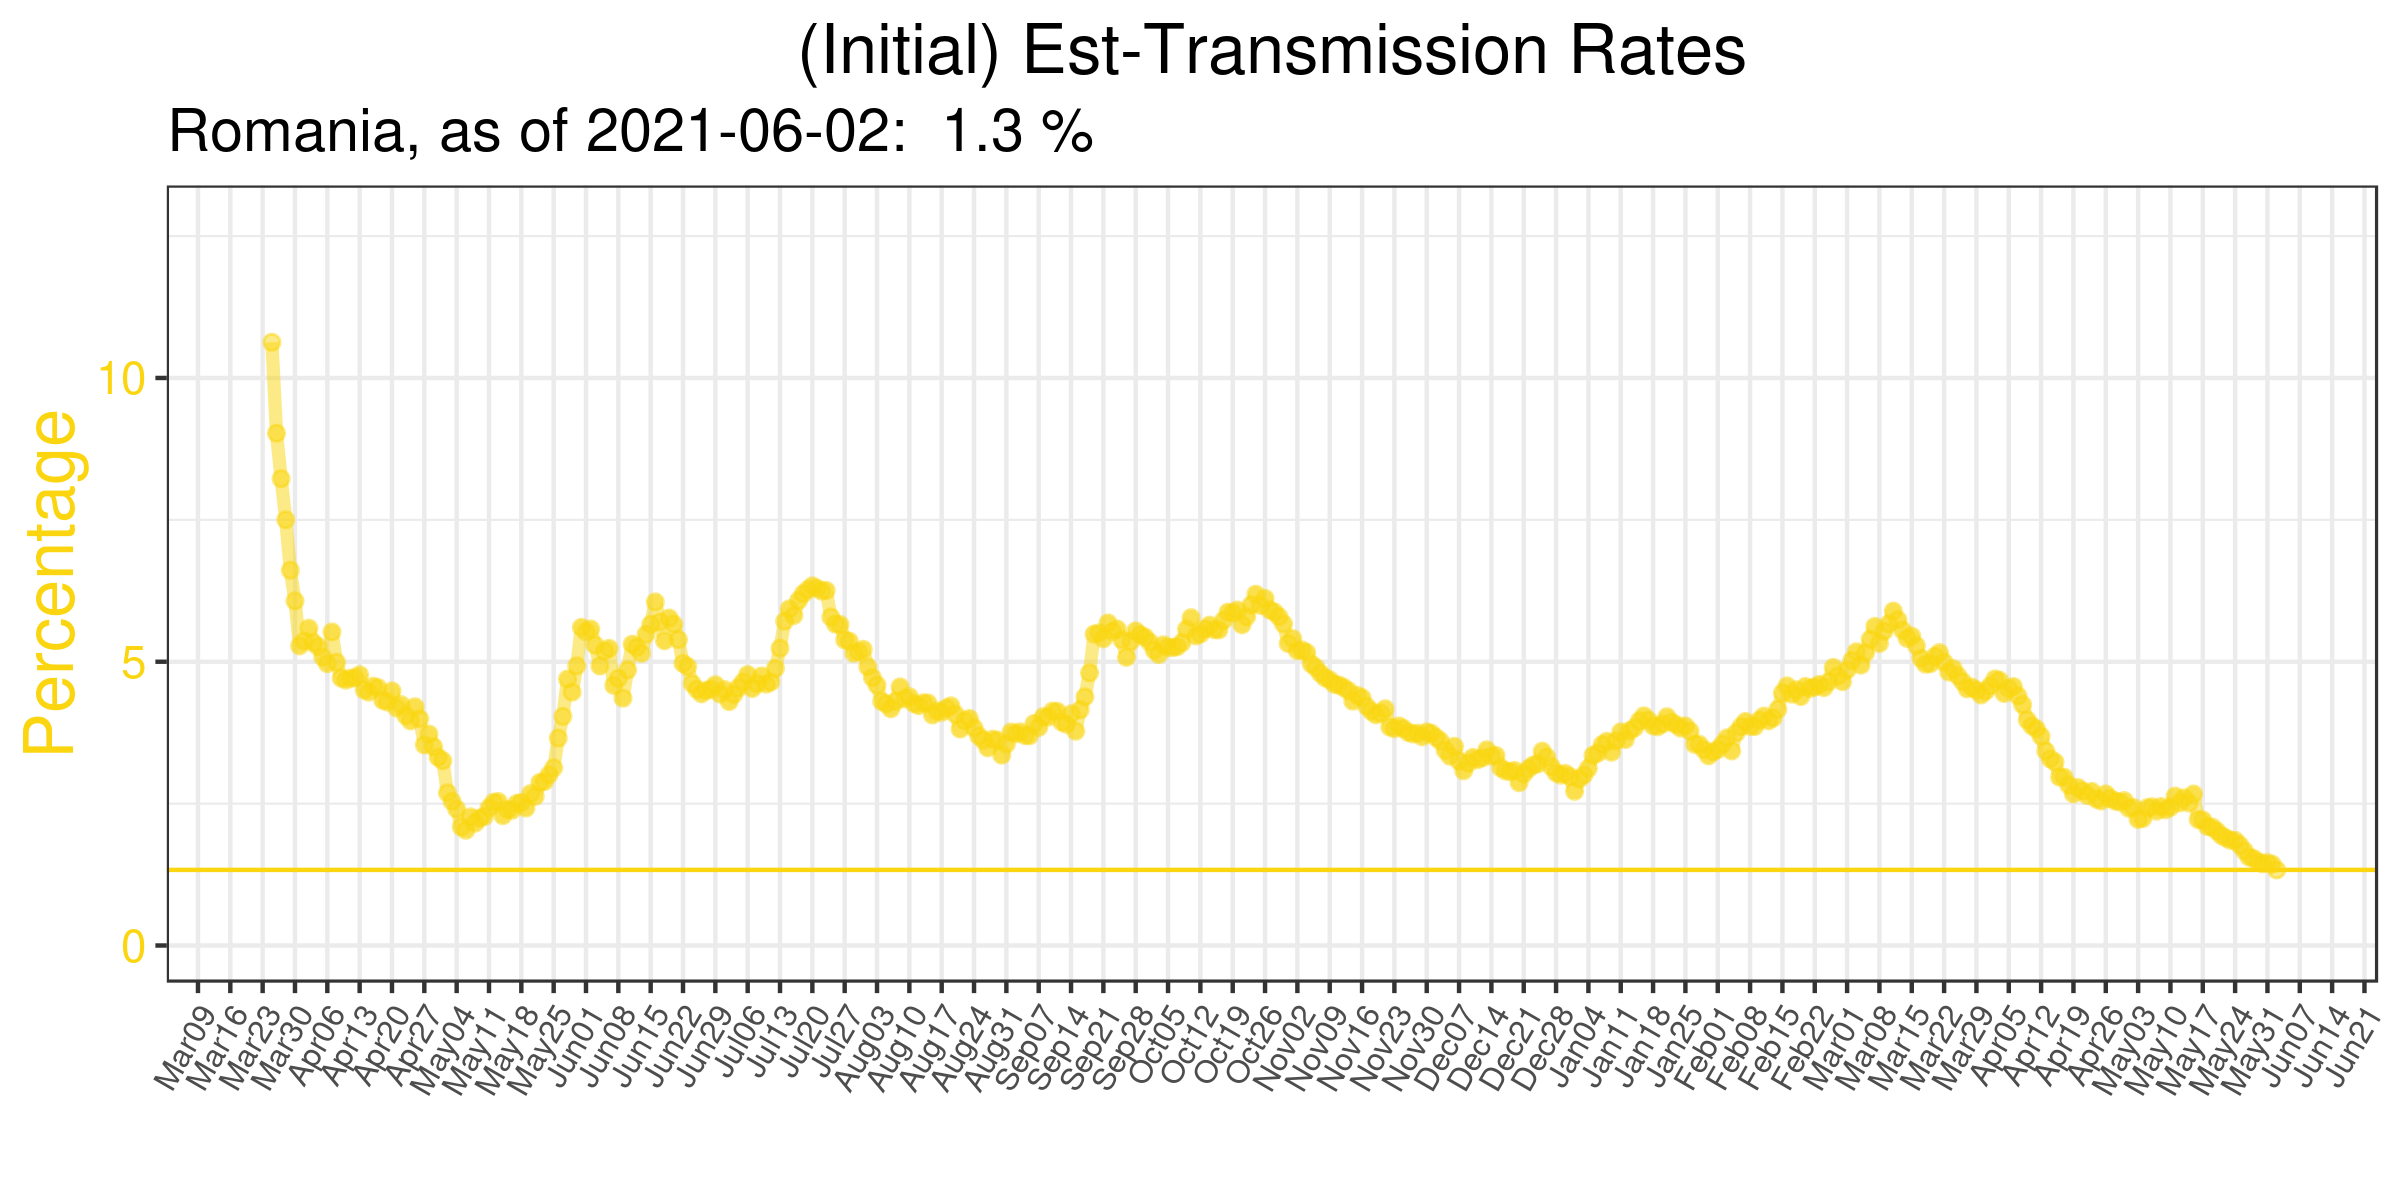 (Initial) Est-Transmission Rates
Romania, as of 2021-06-02:  1.3 %
Percentage
10
5
0
Mar09
Mar16
Mar23
Mar30
Apr06
Apr13
Apr20
Apr27
May04
May11
May18
May25
Jun01
Jun08
Jun15
Jun22
Jun29
Jul06
Jul13
Jul20
Jul27
Aug03
Aug10
Aug17
Aug24
Aug31
Sep07
Sep14
Sep21
Sep28
Oct05
Oct12
Oct19
Oct26
Nov02
Nov09
Nov16
Nov23
Nov30
Dec07
Dec14
Dec21
Dec28
Jan04
Jan11
Jan18
Jan25
Feb01
Feb08
Feb15
Feb22
Mar01
Mar08
Mar15
Mar22
Mar29
Apr05
Apr12
Apr19
Apr26
May03
May10
May17
May24
May31
Jun07
Jun14
Jun21